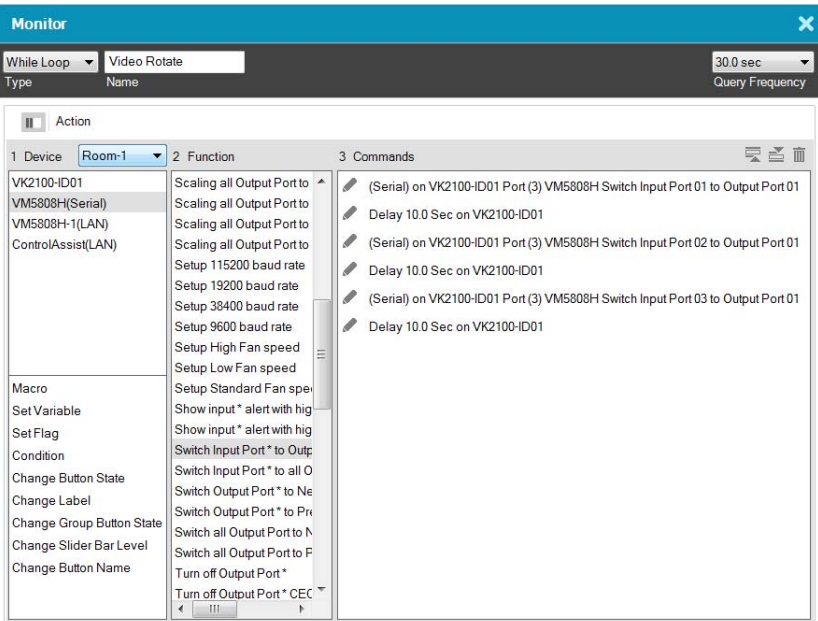 Monitor
While Loop Video Rotate 30.0 sec
Type Name Query Frequency
Action
1 Device Room-1 2 Function 3 Commands
VK2100-ID01
VM5808H(Serial)
VM5808H-1(LAN)
ControlAssist(LAN)
Macro
Set Variable
Set Flag
Condition
Change Button State
Change Label
Change Group Button State
Change Slider Bar Level
Change Button Name
Scaling all Output Port to
Scaling all Output Port to
Scaling all Output Port to
Scaling all Output Port to
Setup 115200 baud rate
Setup 19200 baud rate
Setup 38400 baud rate
Setup 9600 baud rate
Setup High Fan speed
Setup Low Fan speed
Setup Standard Fan spe
Show input * alert with hig
Show input * alert with hig
Switch Input Port * to Outp
Switch Input Port * to all O
Switch Output Port * to Ne
Switch Output Port * to Pre
Switch all Output Port to N
Switch all Output Port to P
Turn off Output Port *
Turn off Output Port * CEC
(Serial) on VK2100-ID01 Port (3) VM5808H Switch Input Port 01 to Output Port 01
Delay 10.0 Sec on VK2100-ID01
(Serial) on VK2100-ID01 Port (3) VM5808H Switch Input Port 02 to Output Port 01
Delay 10.0 Sec on VK2100-ID01
(Serial) on VK2100-ID01 Port (3) VM5808H Switch Input Port 03 to Output Port 01
Delay 10.0 Sec on VK2100-ID01